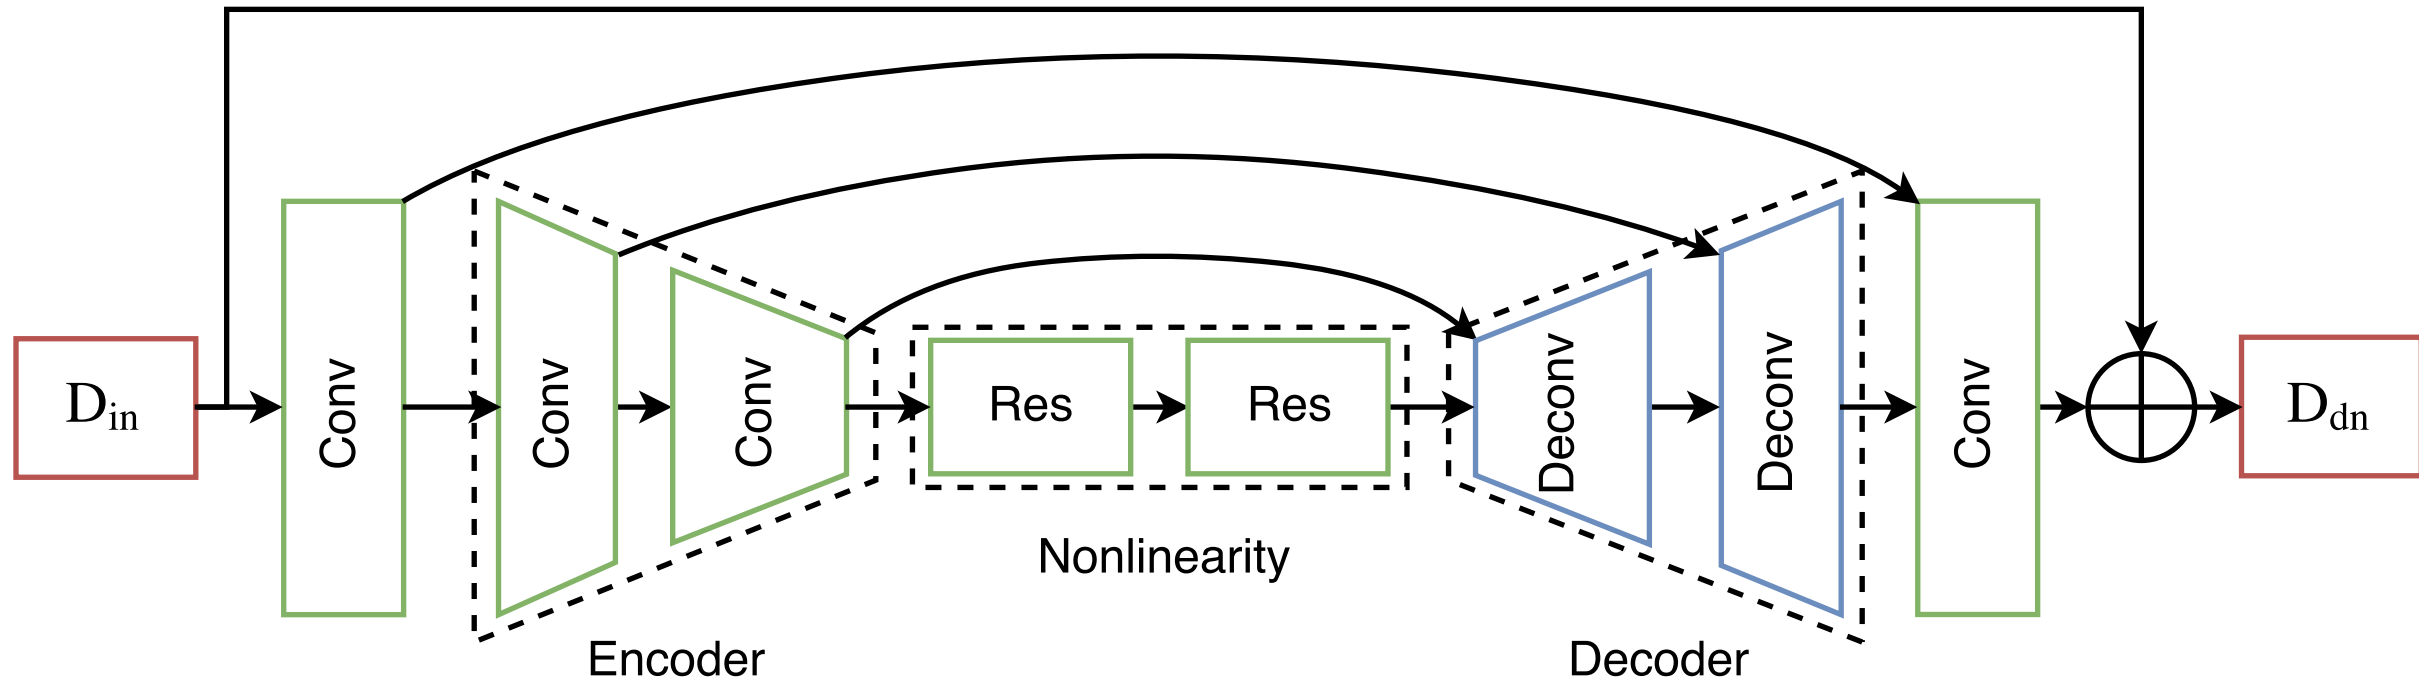 D_in
Conv
Conv
Conv
Res
Res
Deconv
Deconv
Conv
D_dn
Nonlinearity
Encoder
Decoder